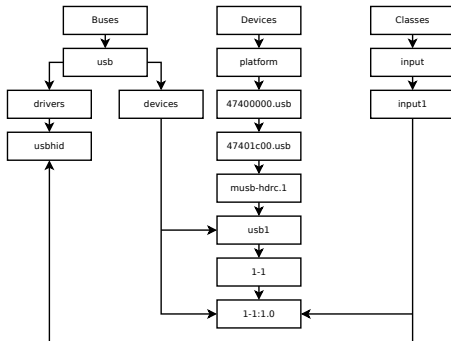 Buses
Devices
Classes
usb
platform
input
drivers
devices
47400000.usb
input1
usbhid
47401c00.usb
musb-hdrc.1
usb1
1-1
1-1:1.0